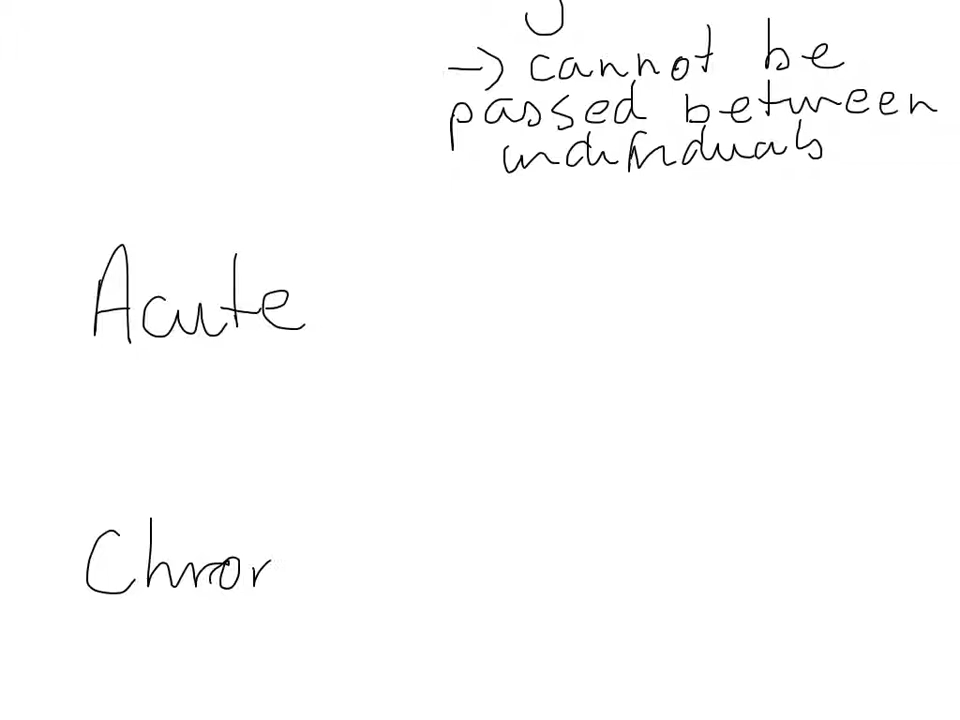 → cannot be
passed between
individuals
Acute
Chror